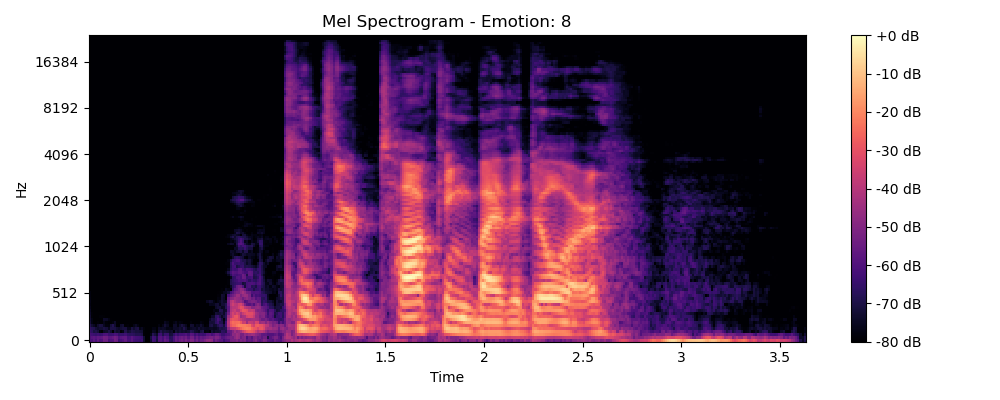 Mel Spectrogram - Emotion: 8
Hz
16384
8192
4096
2048
1024
512
0
0 0.5 1 1.5 2 2.5 3 3.5
Time
+0 dB
-10 dB
-20 dB
-30 dB
-40 dB
-50 dB
-60 dB
-70 dB
-80 dB